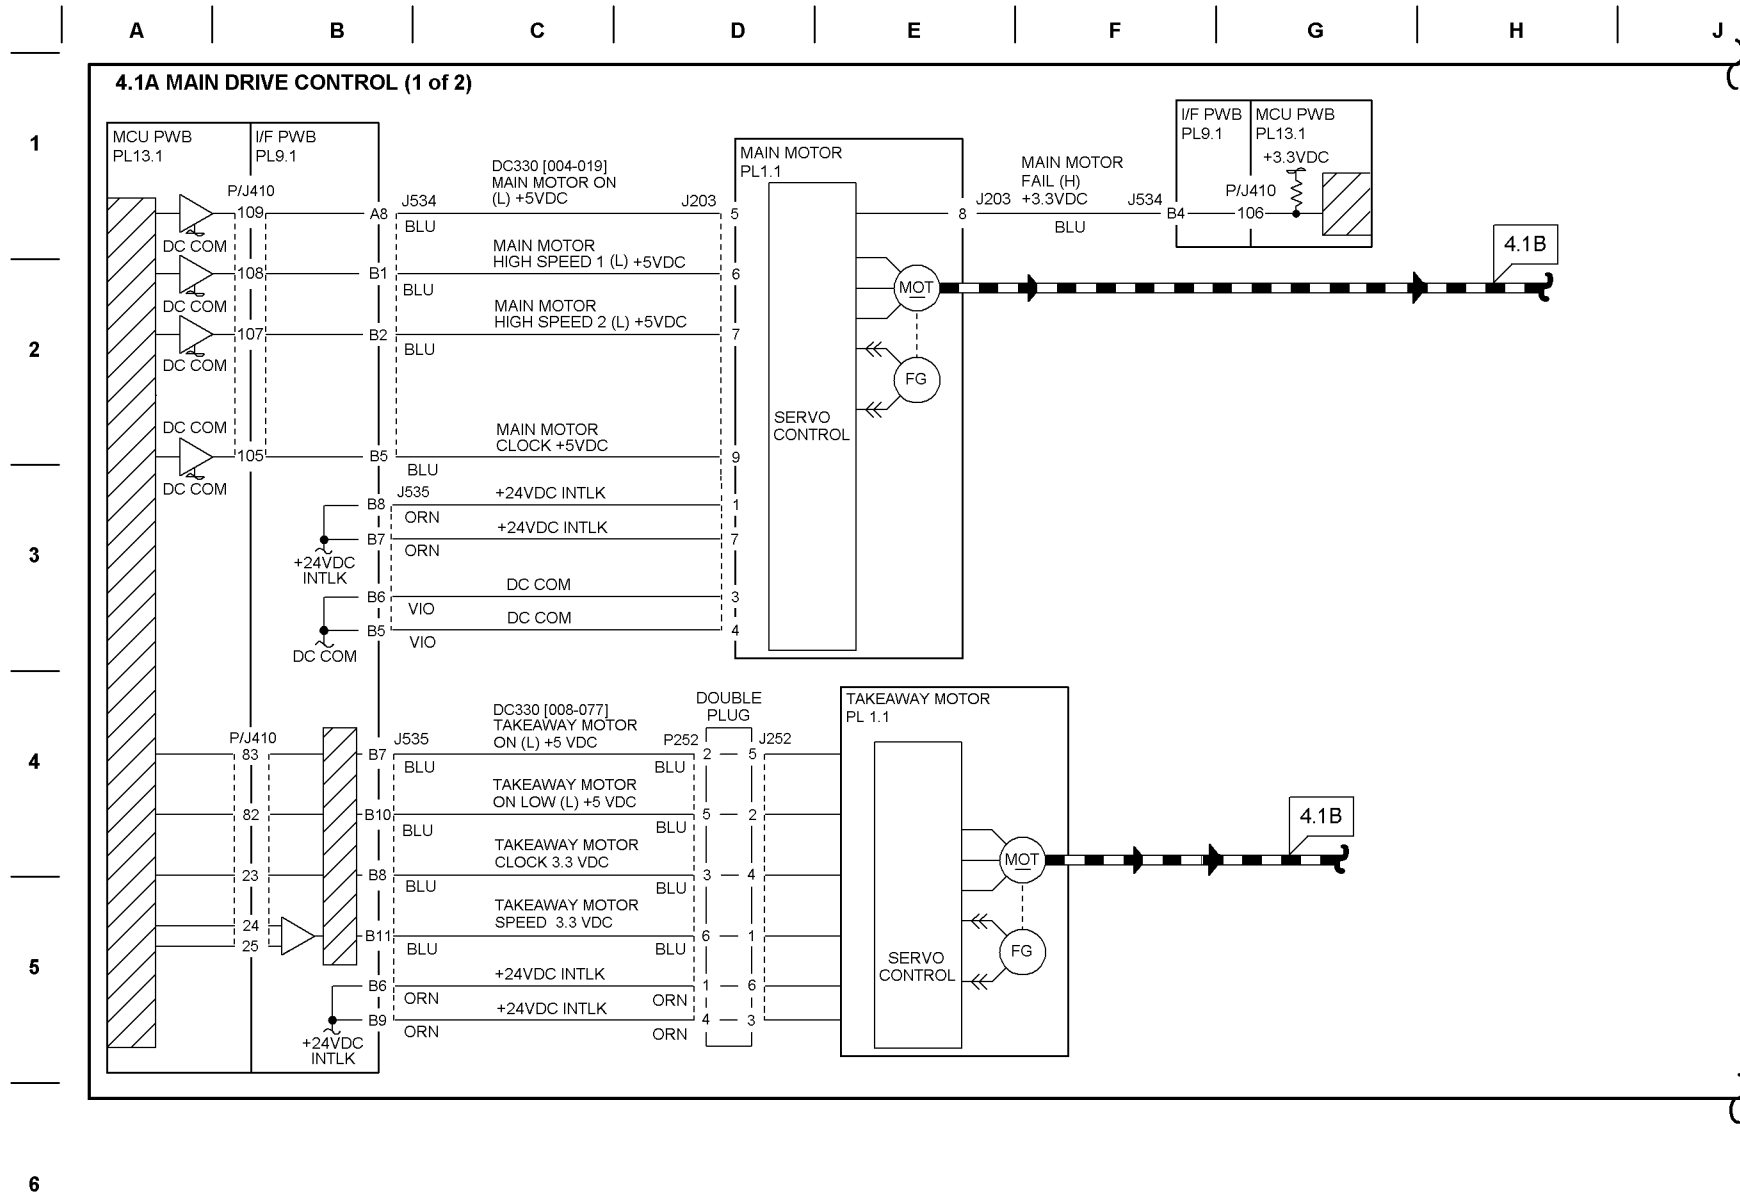 A B C D E F G H J
4.1A MAIN DRIVE CONTROL (1 of 2)
1
2
3
4
5
6
MCU PWB
PL13.1
I/F PWB
PL9.1
P/J410
109
DC COM
108
DC COM
107
DC COM
DC COM
105
DC COM
A8
J534
BLU
B1
BLU
B2
BLU
B5
BLU
DC330 [004-019]
MAIN MOTOR ON
(L) +5VDC
MAIN MOTOR
HIGH SPEED 1 (L) +5VDC
MAIN MOTOR
HIGH SPEED 2 (L) +5VDC
MAIN MOTOR
CLOCK +5VDC
J203
5
6
7
9
B8
J535
+24VDC INTLK
ORN
1
B7
+24VDC INTLK
ORN
7
+24VDC
INTLK
B6
DC COM
VIO
3
B5
DC COM
VIO
4
DC COM
MAIN MOTOR
PL1.1
SERVO
CONTROL
MOT
FG
8
J203
MAIN MOTOR
FAIL (H)
+3.3VDC
BLU
J534
B4
I/F PWB
PL9.1
MCU PWB
PL13.1
+3.3VDC
P/J410
106
4.1B
P/J410
83
82
23
24
25
B7
J535
BLU
B10
BLU
B8
BLU
B11
BLU
B6
ORN
B9
ORN
+24VDC
INTLK
DC330 [008-077]
TAKEAWAY MOTOR
ON (L) +5 VDC
TAKEAWAY MOTOR
ON LOW (L) +5 VDC
TAKEAWAY MOTOR
CLOCK 3.3 VDC
TAKEAWAY MOTOR
SPEED 3.3 VDC
+24VDC INTLK
+24VDC INTLK
DOUBLE
PLUG
P252
J252
2 5
BLU
5 2
BLU
3 4
BLU
6 1
BLU
1 6
ORN
4 3
ORN
TAKEAWAY MOTOR
PL 1.1
SERVO
CONTROL
MOT
FG
4.1B